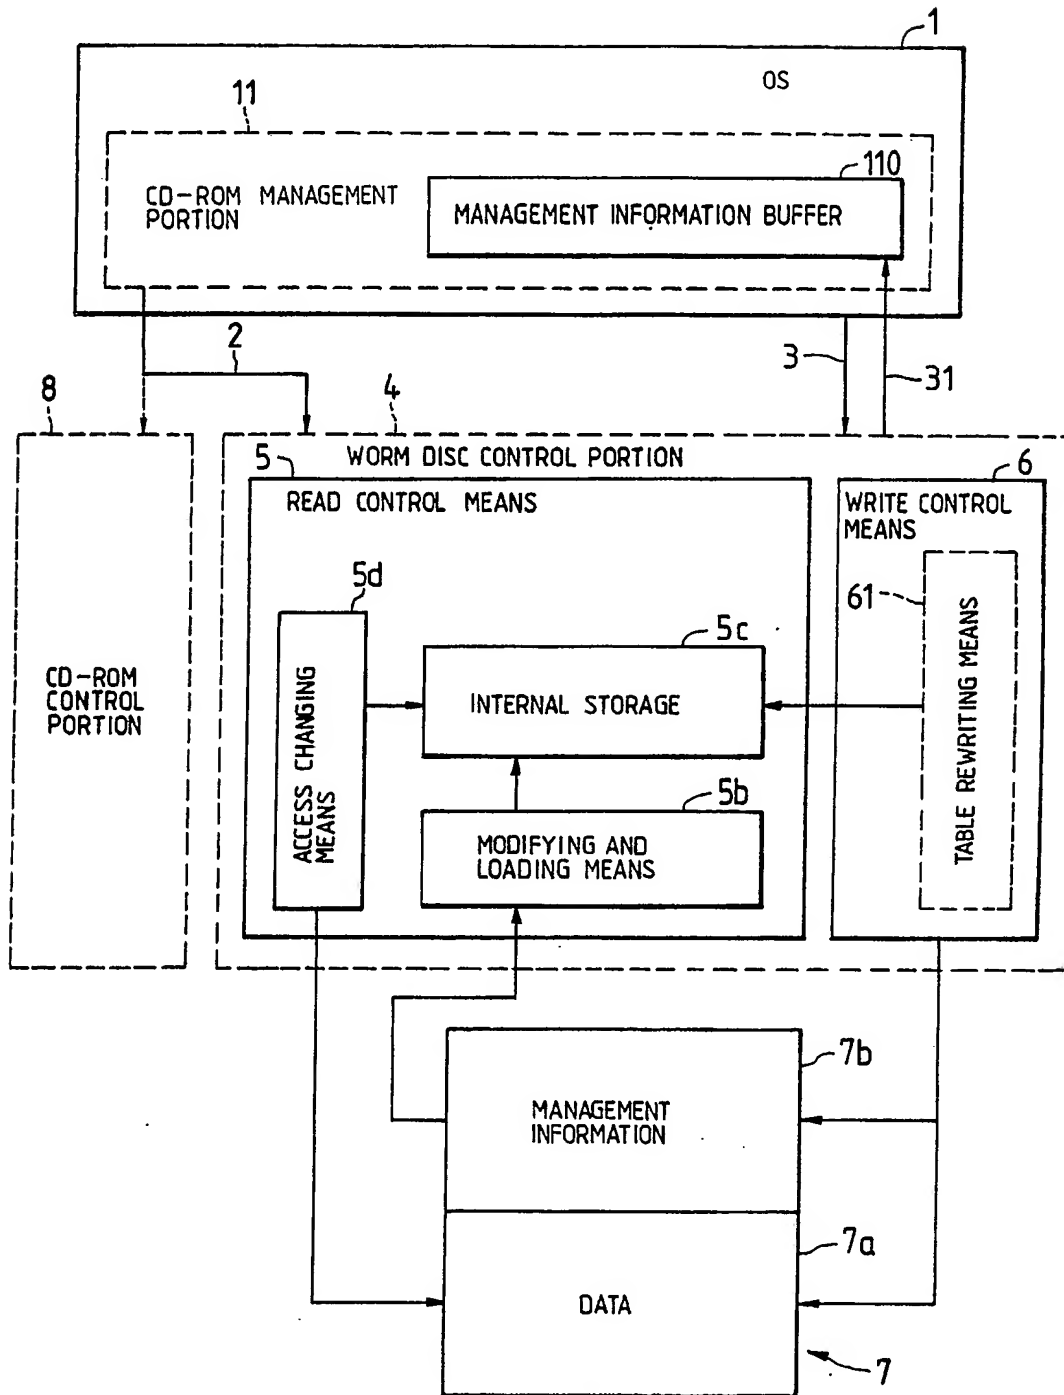 1
OS
11
110
CD-ROM MANAGEMENT
PORTION
MANAGEMENT INFORMATION BUFFER
2
3
31
8
4
WORM DISC CONTROL PORTION
5
6
READ CONTROL MEANS
WRITE CONTROL
MEANS
5d
61
5c
CD-ROM
CONTROL
PORTION
ACCESS CHANGING
MEANS
INTERNAL STORAGE
TABLE REWRITING MEANS
5b
MODIFYING AND
LOADING MEANS
7b
MANAGEMENT
INFORMATION
7a
DATA
7